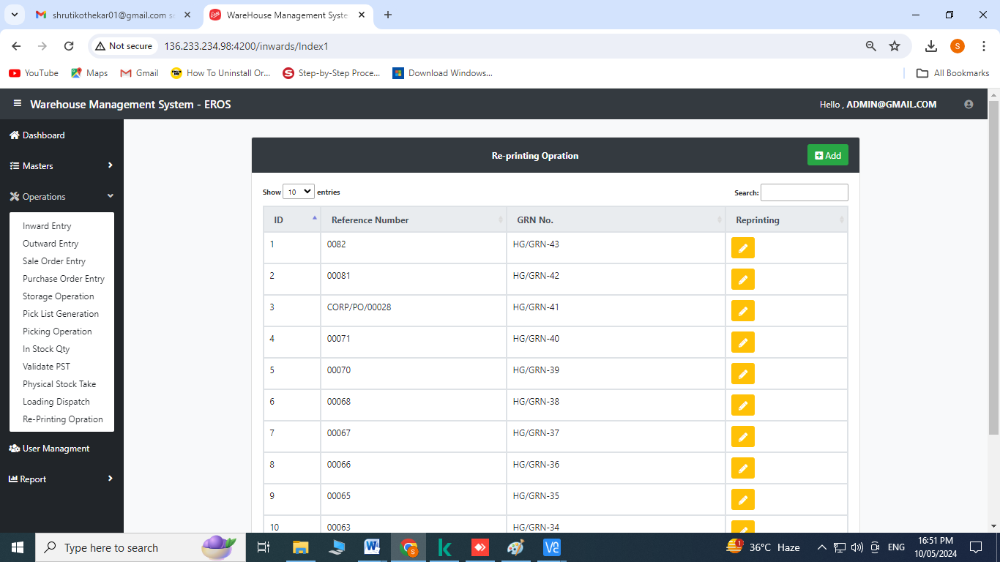 shrutikothekar01@gmail.com se
WareHouse Management Syste
Not secure
136.233.234.98:4200/inwards/Index1
S
YouTube
Maps
Gmail
How To Uninstall Or...
Step-by-Step Proce...
Download Windows...
All Bookmarks
Warehouse Management System - EROS
Hello , ADMIN@GMAIL.COM
Dashboard
Masters
Operations
Inward Entry
Outward Entry
Sale Order Entry
Purchase Order Entry
Storage Operation
Pick List Generation
Picking Operation
In Stock Qty
Validate PST
Physical Stock Take
Loading Dispatch
Re-Printing Opration
User Managment
Report
Re-printing Opration
Add
Show 10 entries
Search:
ID Reference Number GRN No. Reprinting
1 0082 HG/GRN-43
2 00081 HG/GRN-42
3 CORP/PO/00028 HG/GRN-41
4 00071 HG/GRN-40
5 00070 HG/GRN-39
6 00068 HG/GRN-38
7 00067 HG/GRN-37
8 00066 HG/GRN-36
9 00065 HG/GRN-35
10 00063 HG/GRN-34
Type here to search
1
36°C Haze
ENG
16:51 PM
10/05/2024